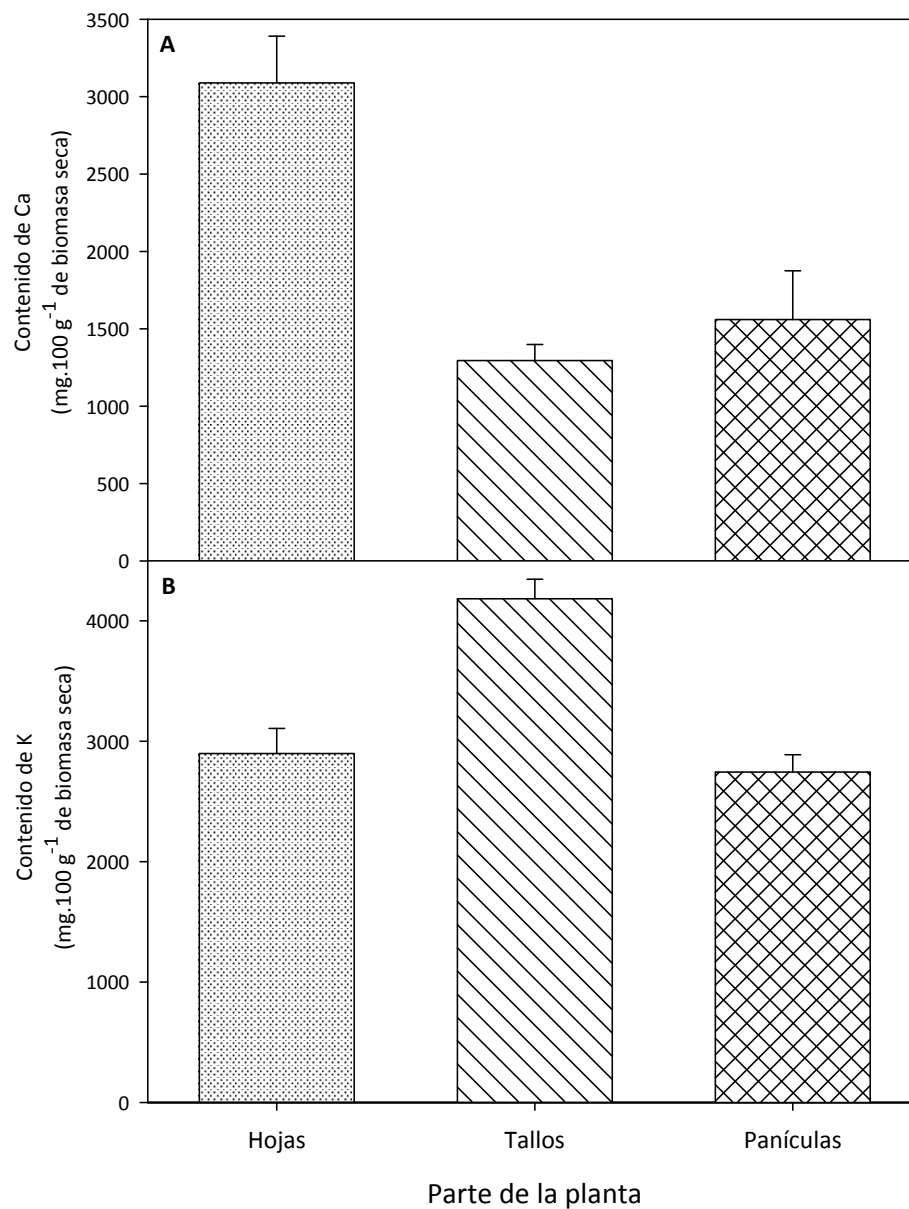 A
Contenido de Ca
(mg.100 g⁻¹ de biomasa seca)
3500
3000
2500
2000
1500
1000
500
0
B
Contenido de K
(mg.100 g⁻¹ de biomasa seca)
4000
3000
2000
1000
0
Hojas Tallos Panículas
Parte de la planta